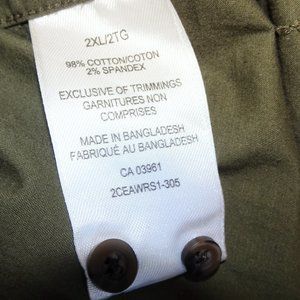 2XL/2TG
98% COTTON/COTON
2% SPANDEX
EXCLUSIVE OF TRIMMINGS
GARNITURES NON
COMPRISES
MADE IN BANGLADESH
FABRIQUÉ AU BANGLADESH
CA 03961
2CEAWRS1-305